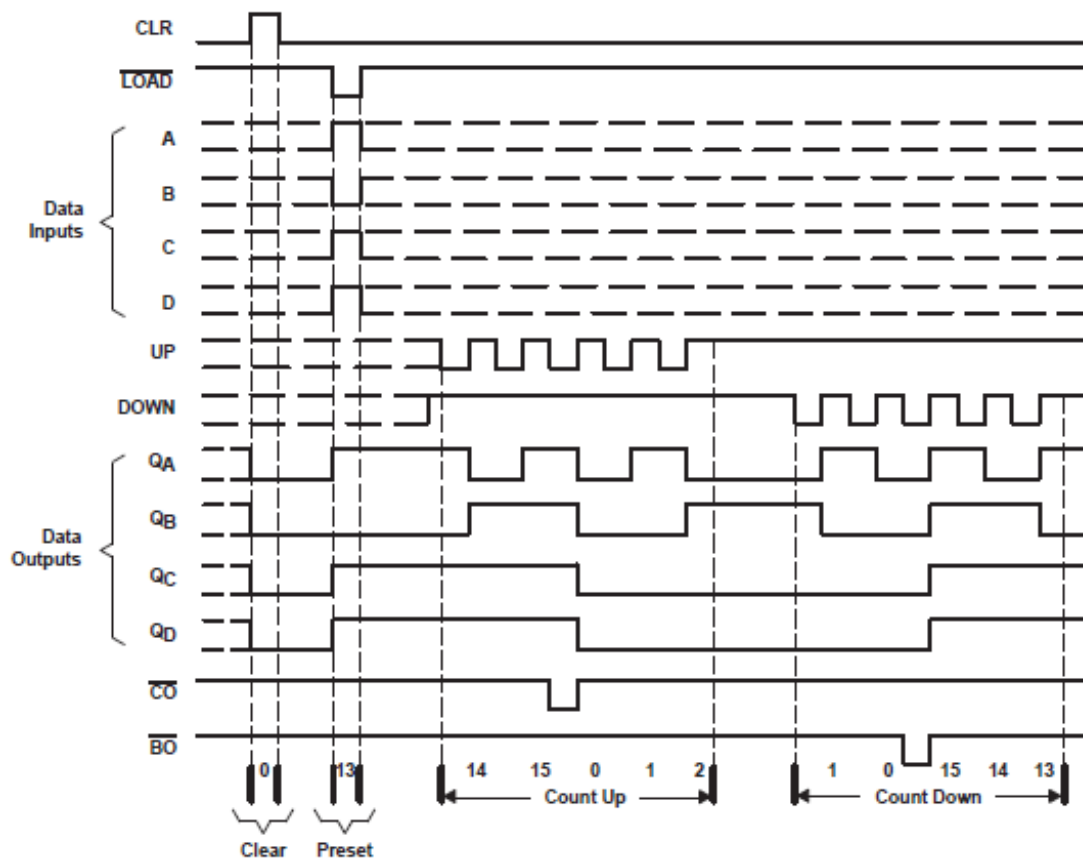 CLR
LOAD
A
B
Data
Inputs
C
D
UP
DOWN
QA
QB
Data
Outputs
QC
QD
CO
BO
0 13 14 15 0 1 2 1 0 15 14 13
Count Up Count Down
Clear Preset